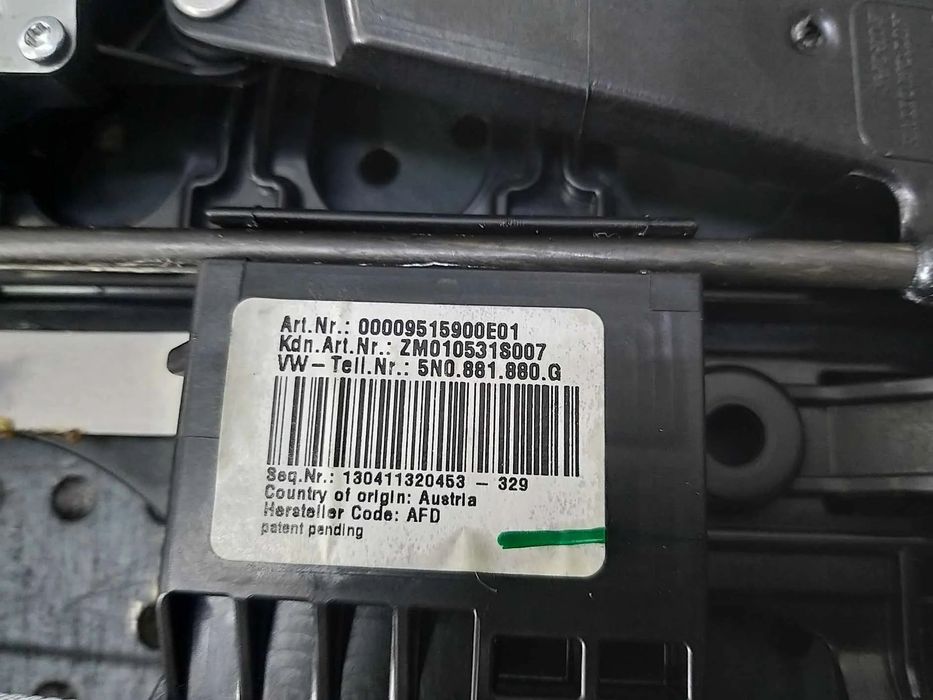 Art.Nr.: 00009515900E01
Kdn.Art.Nr.: ZM010531S007
VW-Teil.Nr.: 5N0.881.880.G
Seq.Nr.: 130411320453 - 329
Country of origin: Austria
Hersteller Code: AFD
patent pending